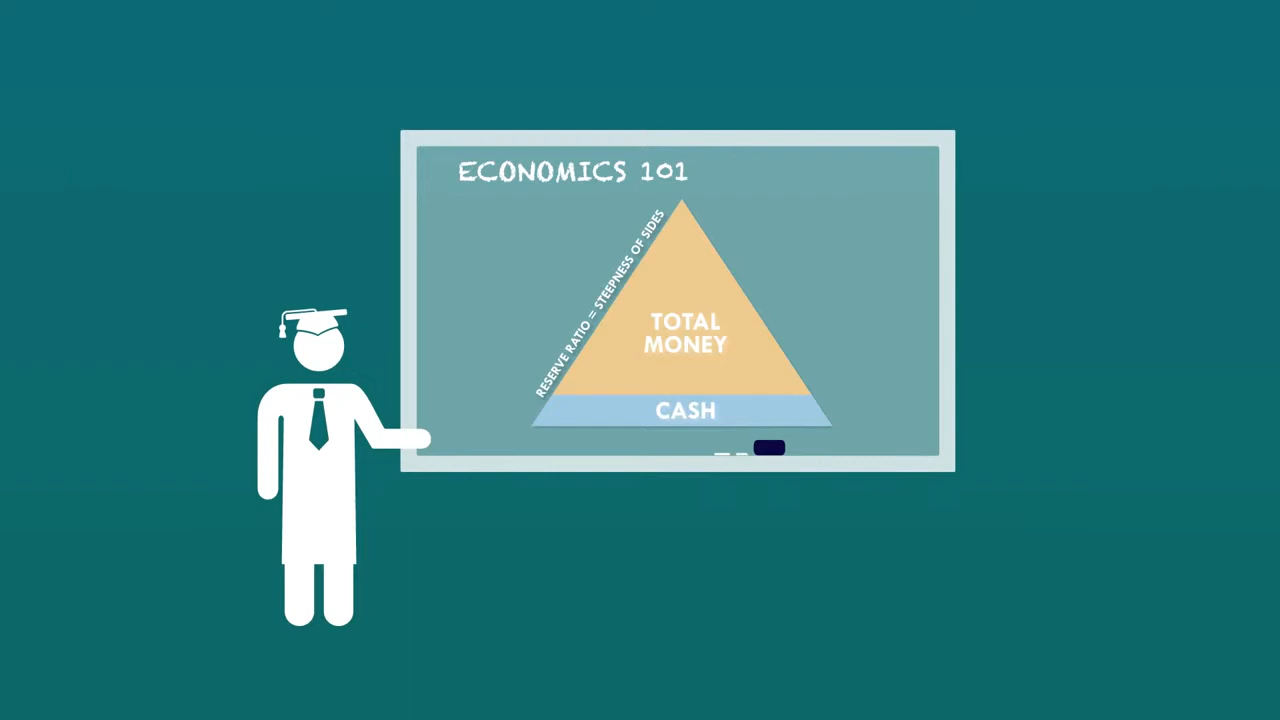 ECONOMICS 101
RESERVE RATIO = STEEPNESS OF SIDES
TOTAL
MONEY
CASH